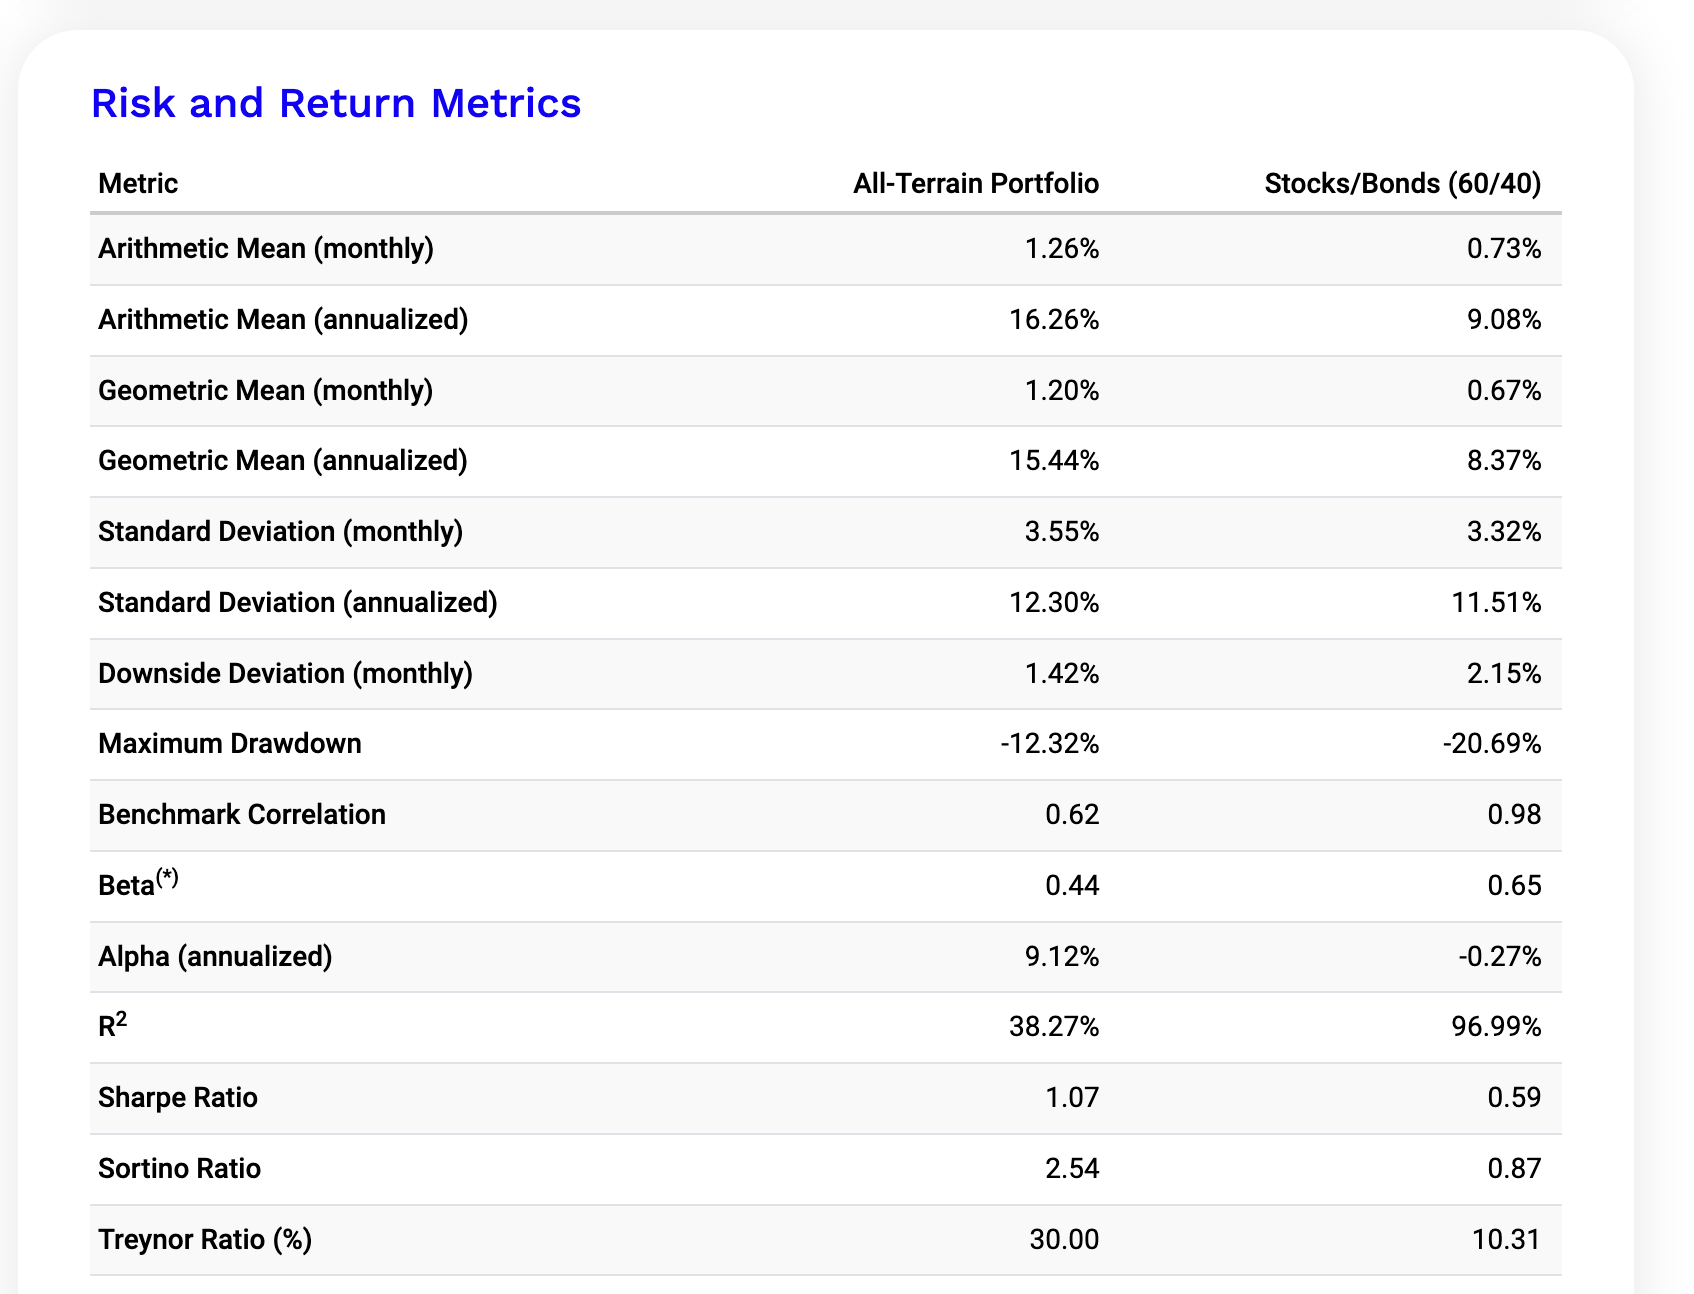 Risk and Return Metrics
Metric All-Terrain Portfolio Stocks/Bonds (60/40)
Arithmetic Mean (monthly) 1.26% 0.73%
Arithmetic Mean (annualized) 16.26% 9.08%
Geometric Mean (monthly) 1.20% 0.67%
Geometric Mean (annualized) 15.44% 8.37%
Standard Deviation (monthly) 3.55% 3.32%
Standard Deviation (annualized) 12.30% 11.51%
Downside Deviation (monthly) 1.42% 2.15%
Maximum Drawdown -12.32% -20.69%
Benchmark Correlation 0.62 0.98
Beta(*) 0.44 0.65
Alpha (annualized) 9.12% -0.27%
R2 38.27% 96.99%
Sharpe Ratio 1.07 0.59
Sortino Ratio 2.54 0.87
Treynor Ratio (%) 30.00 10.31